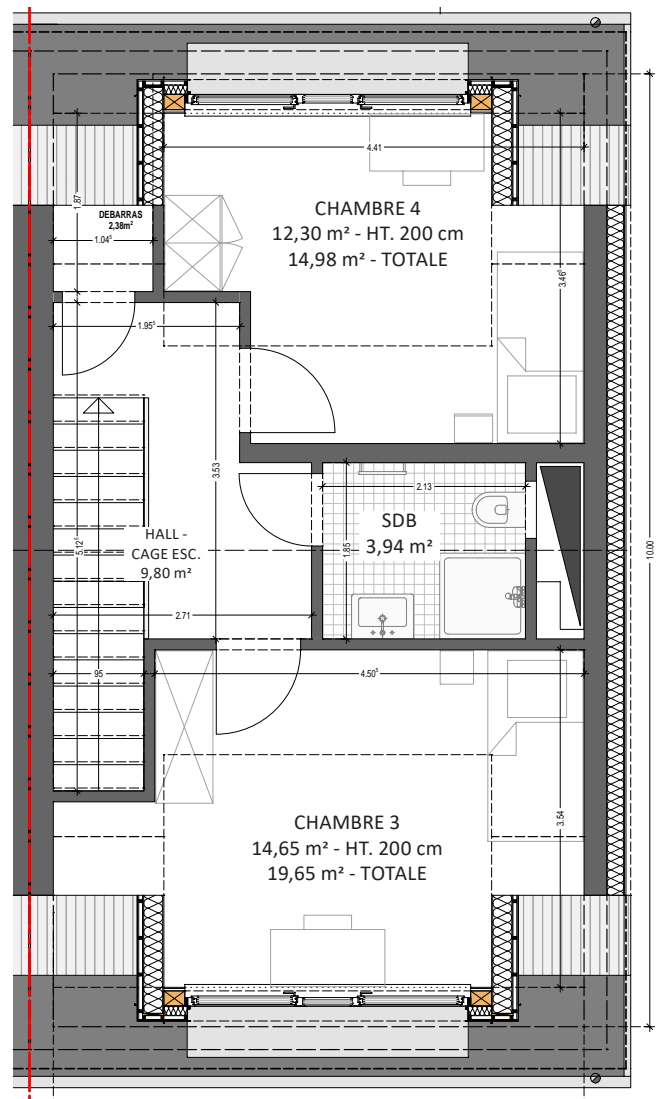 4.41
1.87
DEBARRAS
2,38m²
1.04⁵
CHAMBRE 4
12,30 m² - HT. 200 cm
14,98 m² - TOTALE
3.46⁵
1.95⁵
3.53
2.13
SDB
3,94 m²
1.85
HALL -
CAGE ESC.
9,80 m²
5.12⁵
10.00
2.71
95
4.50⁵
CHAMBRE 3
14,65 m² - HT. 200 cm
19,65 m² - TOTALE
3.54